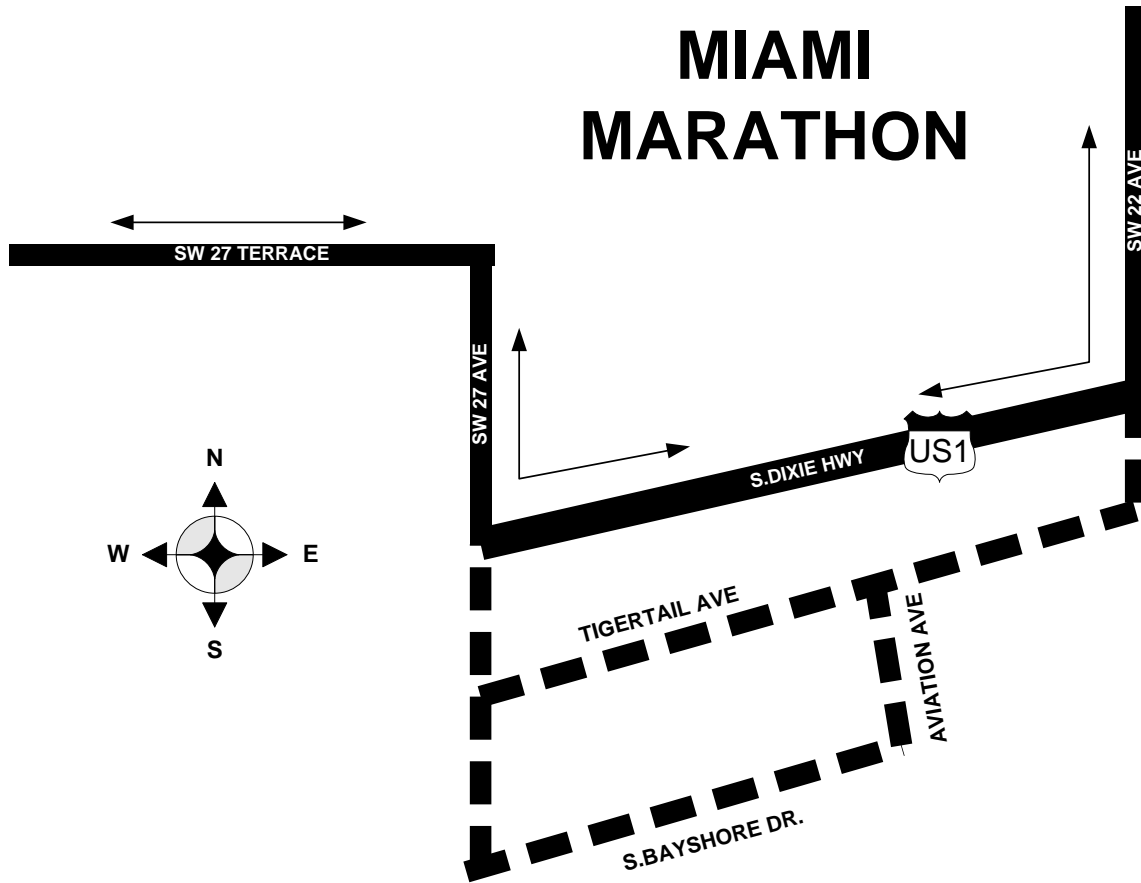 MIAMI
MARATHON
SW 22 AVE
SW 27 TERRACE
SW 27 AVE
US1
S.DIXIE HWY
N
W
E
S
TIGERTAIL AVE
AVIATION AVE
S.BAYSHORE DR.